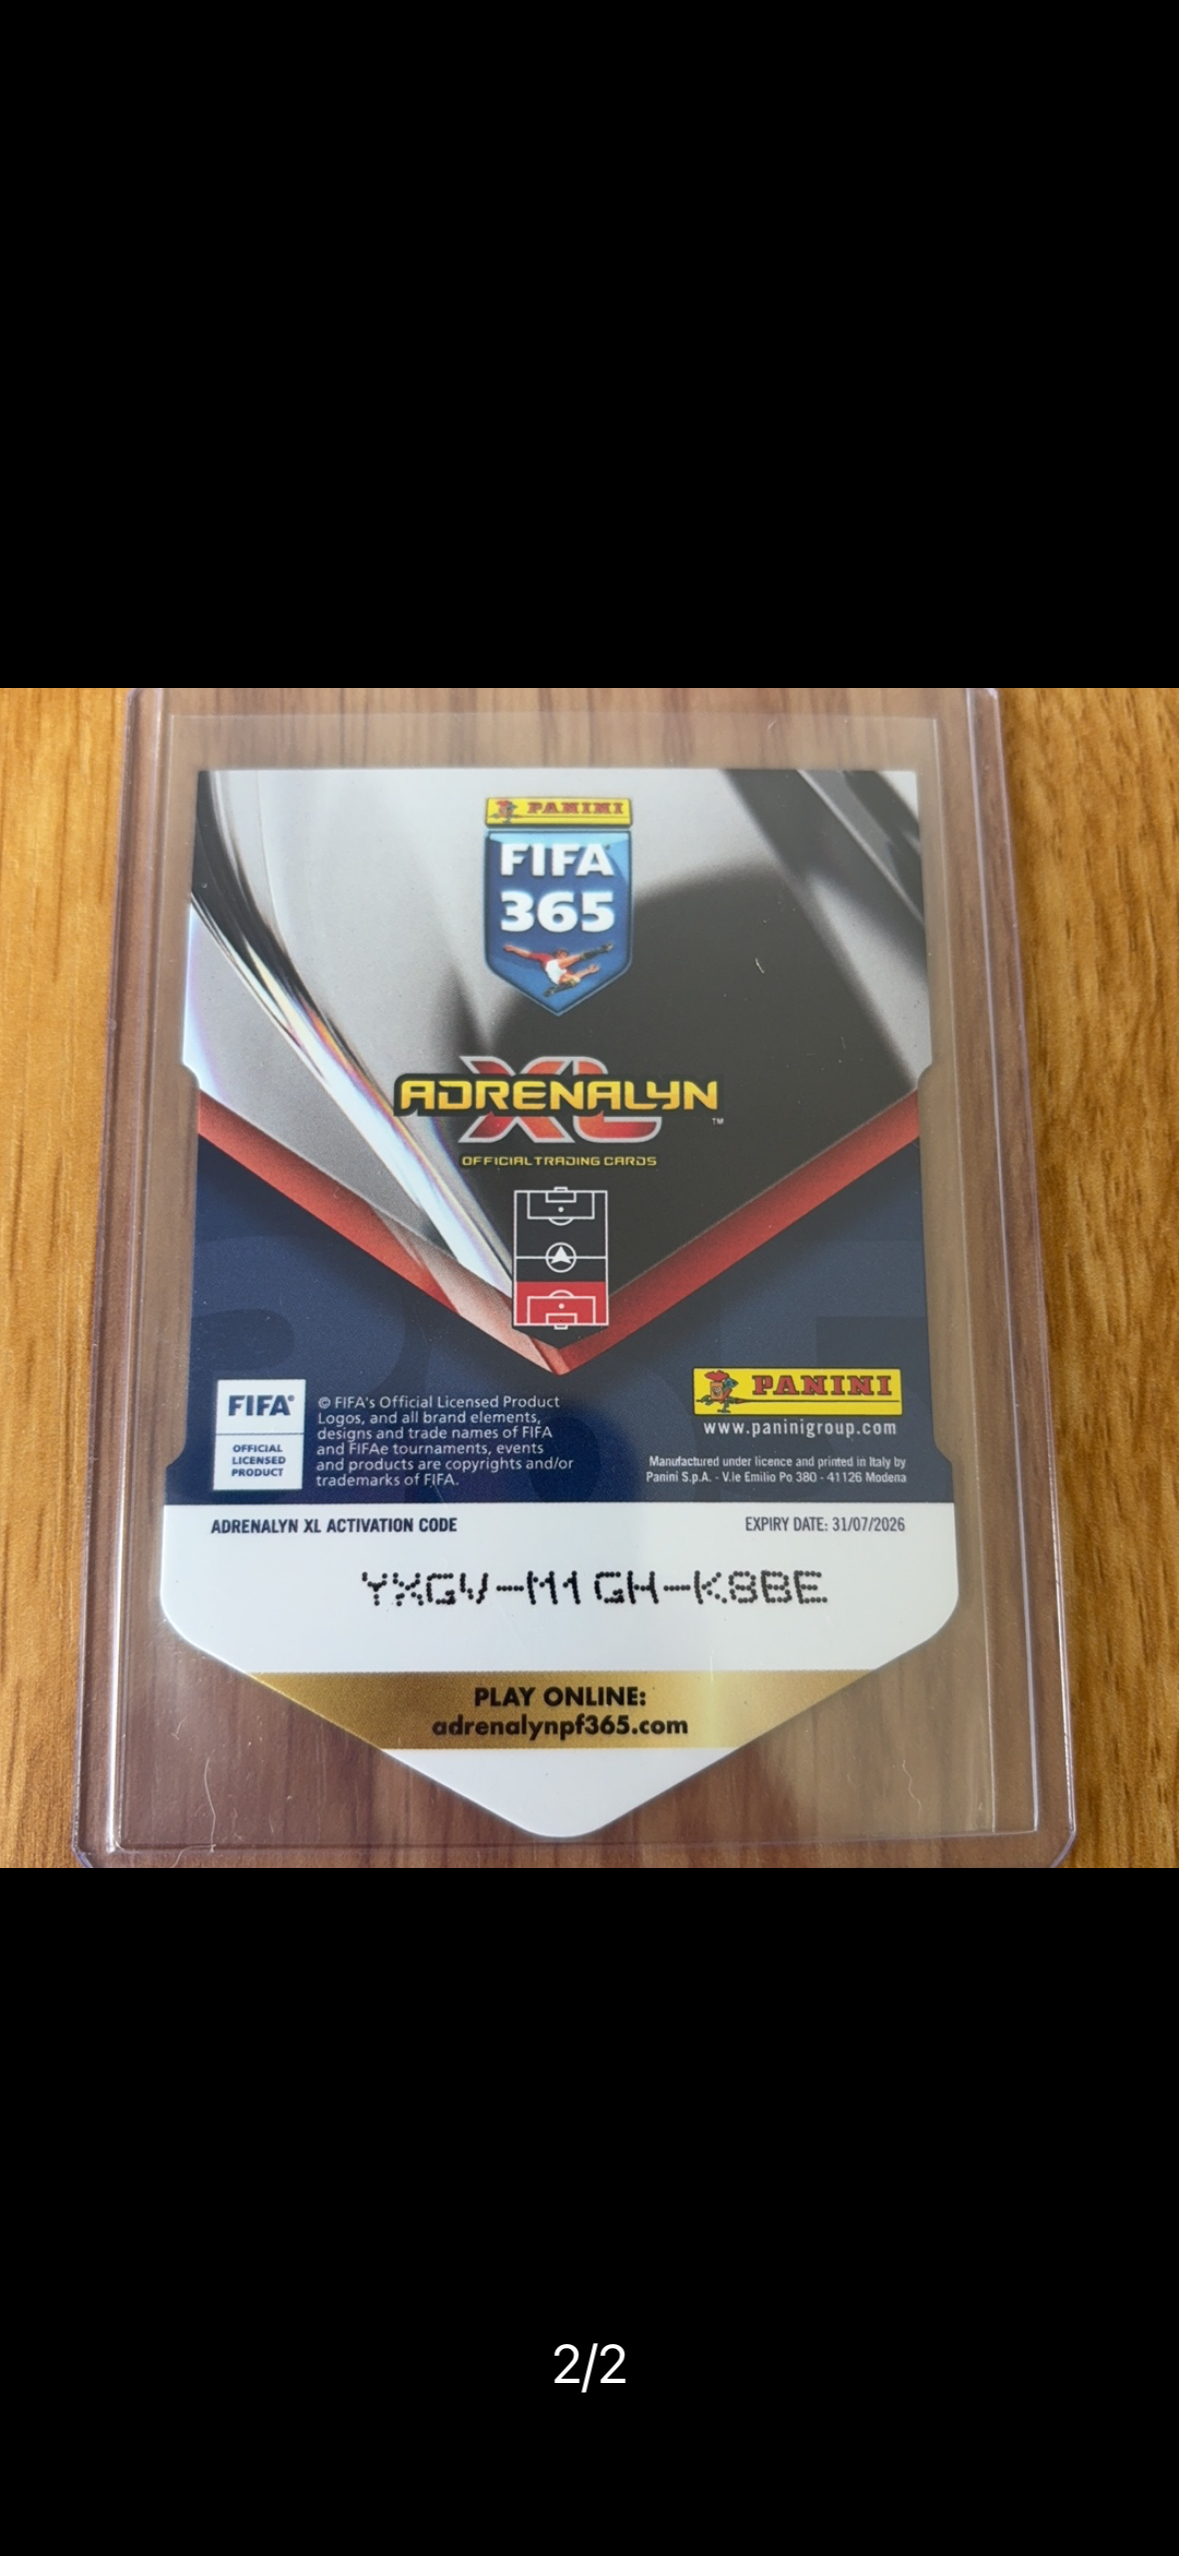 PANINI
FIFA
365
XL
ADRENALYN
TM
OFFICIAL TRADING CARDS
FIFA®
OFFICIAL
LICENSED
PRODUCT
© FIFA's Official Licensed Product
Logos, and all brand elements,
designs and trade names of FIFA
and FIFAe tournaments, events
and products are copyrights and/or
trademarks of FIFA.
PANINI
www.paninigroup.com
Manufactured under licence and printed in Italy by
Panini S.p.A. - V.le Emilio Po 380 - 41126 Modena
ADRENALYN XL ACTIVATION CODE
EXPIRY DATE: 31/07/2026
YXGV-M1GH-K8BE
PLAY ONLINE:
adrenalynpf365.com
2/2